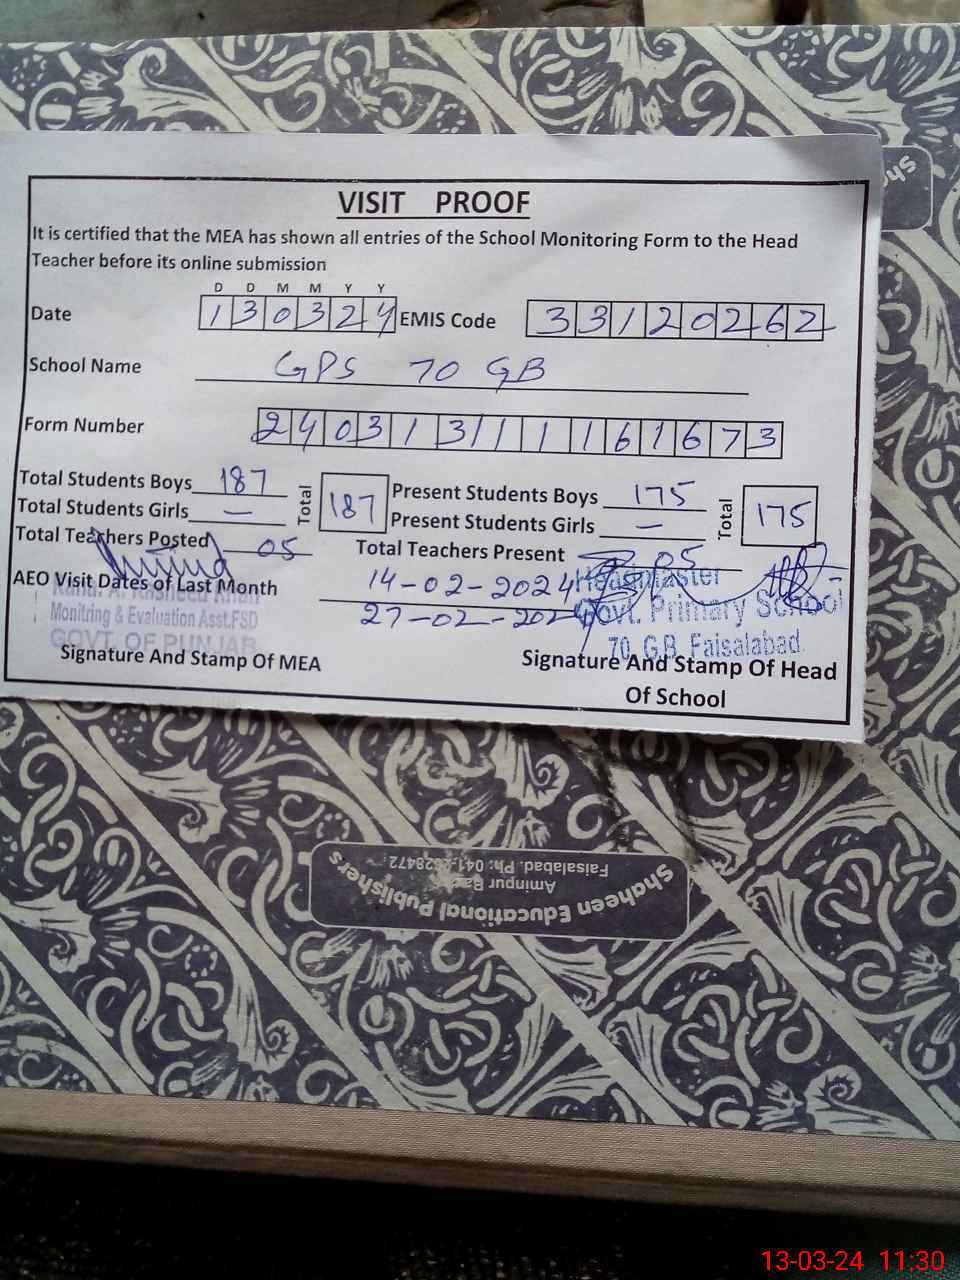 VISIT PROOF
It is certified that the MEA has shown all entries of the School Monitoring Form to the Head
Teacher before its online submission
D D M M Y Y
Date 130324 EMIS Code 33120262
School Name GPS 70 GB
Form Number 240313111161673
Total Students Boys 187 Total 187 Present Students Boys 175 Total 175
Total Students Girls — Present Students Girls —
Total Teachers Posted 05 Total Teachers Present 05
AEO Visit Dates of Last Month 14-02-2024
27-02-2024
Rana. A. Rasheed Khan
Monitring & Evaluation Asst.FSD
GOVT. OF PUNJAB
Signature And Stamp Of MEA
Headmaster
Govt. Primary School
70, G.B. Faisalabad.
Signature And Stamp Of Head
Of School
Shaheen Educational Publishers
Aminpur
Faisalabad. Ph: 041-2628472
13-03-24 11:30